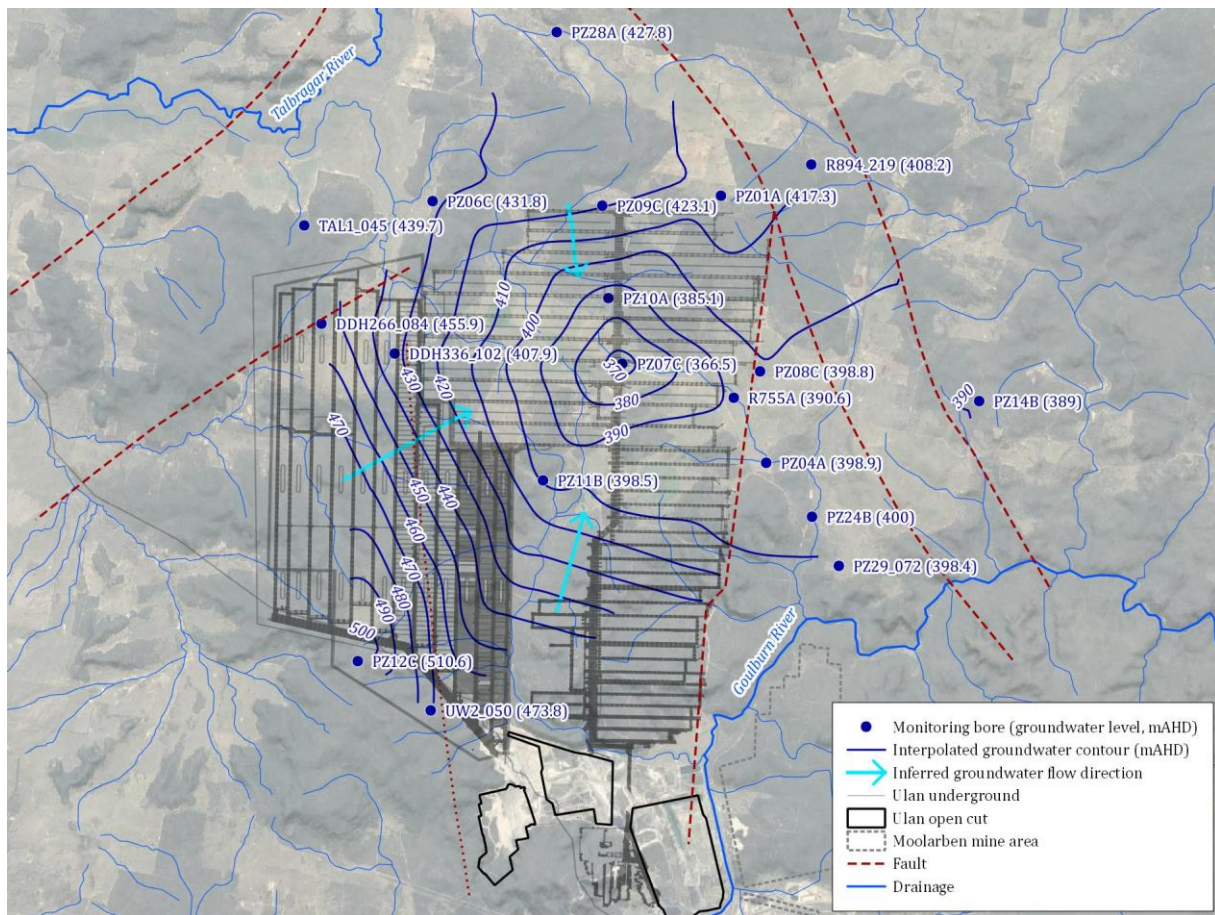 PZ28A (427.8)
Talbragar River
R894_219 (408.2)
PZ06C (431.8)
PZ09C (423.1)
PZ01A (417.3)
TAL1_045 (439.7)
410
PZ10A (385.1)
400
DDH266_084 (455.9)
DDH336_102 (407.9)
430
420
PZ07C (366.5)
370
PZ08C (398.8)
380
R755A (390.6)
390
PZ14B (389)
390
470
440
450
PZ11B (398.5)
PZ04A (398.9)
460
PZ24B (400)
470
480
PZ29_072 (398.4)
490
500
PZ12C (510.6)
Goulburn River
UW2_050 (473.8)
Monitoring bore (groundwater level, mAHD)
Interpolated groundwater contour (mAHD)
Inferred groundwater flow direction
Ulan underground
Ulan open cut
Moolarben mine area
Fault
Drainage